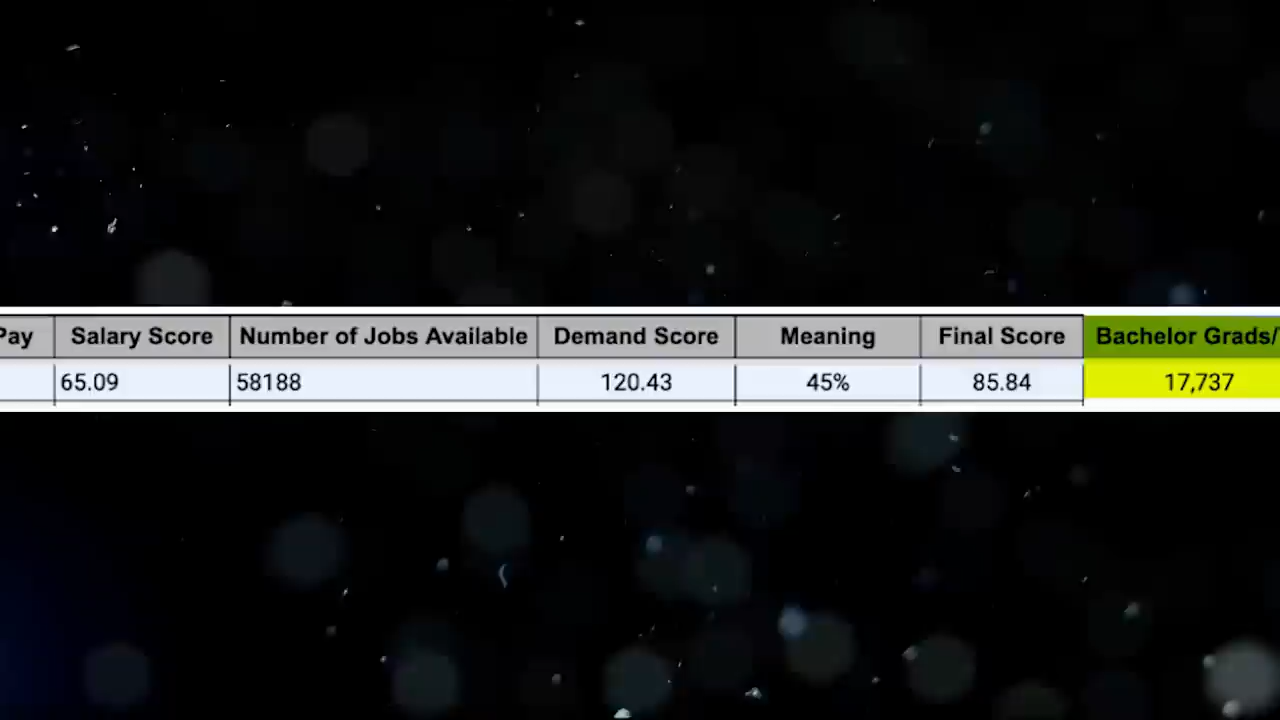 Pay Salary Score Number of Jobs Available Demand Score Meaning Final Score Bachelor Grads/
65.09 58188 120.43 45% 85.84 17,737